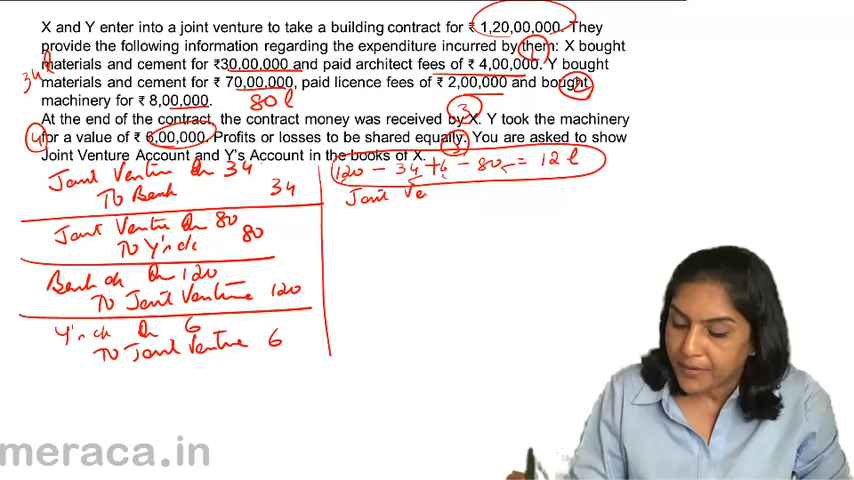 X and Y enter into a joint venture to take a building contract for ₹ 1,20,00,000. They
provide the following information regarding the expenditure incurred by them: X bought
materials and cement for ₹30,00,000 and paid architect fees of ₹ 4,00,000. Y bought
materials and cement for ₹ 70,00,000, paid licence fees of ₹ 2,00,000 and bought
machinery for ₹ 8,00,000.
At the end of the contract, the contract money was received by X. Y took the machinery
for a value of ₹ 6,00,000. Profits or losses to be shared equally. You are asked to show
Joint Venture Account and Y's Account in the books of X.
1
34 l
2
80 l
3
4
5
Joint Venture Dr 34
To Bank 34
Joint Venture Dr 80
To Y's a/c 80
Bank a/c Dr 120
To Joint Venture 120
Y's a/c Dr 6
To Joint Venture 6
120 - 34 + 6 - 80 = 12 l
Joint Ve
meraca.in